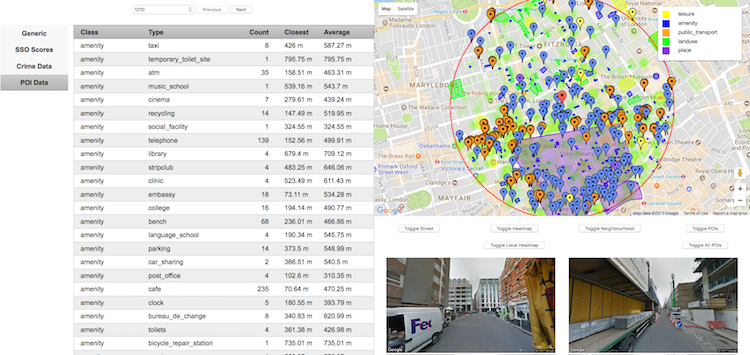 1210
Previous
Next
Generic
SSO Scores
Crime Data
POI Data
Class Type Count Closest Average
amenity taxi 8 426 m 587.27 m
amenity temporary_toilet_site 1 795.75 m 795.75 m
amenity atm 35 158.51 m 463.31 m
amenity music_school 1 539.16 m 543.7 m
amenity cinema 7 279.61 m 439.24 m
amenity recycling 14 147.49 m 519.95 m
amenity social_facility 1 324.55 m 324.55 m
amenity telephone 139 152.56 m 499.91 m
amenity library 4 679.4 m 709.12 m
amenity stripclub 4 483.25 m 646.06 m
amenity clinic 4 523.49 m 611.43 m
amenity embassy 18 73.11 m 534.28 m
amenity college 16 194.14 m 490.77 m
amenity bench 68 236.01 m 466.86 m
amenity language_school 4 190.34 m 545.75 m
amenity parking 14 373.5 m 548.99 m
amenity car_sharing 2 366.51 m 540.5 m
amenity post_office 4 102.6 m 310.35 m
amenity cafe 235 70.64 m 470.25 m
amenity clock 5 180.55 m 393.79 m
amenity bureau_de_change 8 340.83 m 620.99 m
amenity toilets 4 361.38 m 426.98 m
amenity bicycle_repair_station 1 735.01 m 735.01 m
Map Satellite
leisure
amenity
public_transport
landuse
place
FITZRO
MARYLEBONE
The Wallace Collection
Debenhams
The Brass Rail
MAYFAIR
Google
Map Data ©2017 Google Terms of Use Report a map error
Toggle Street
Toggle Heatmap
Toggle Neighbourhood
Toggle POIs
Toggle Local Heatmap
Toggle All POIs
Fed
Google
Google